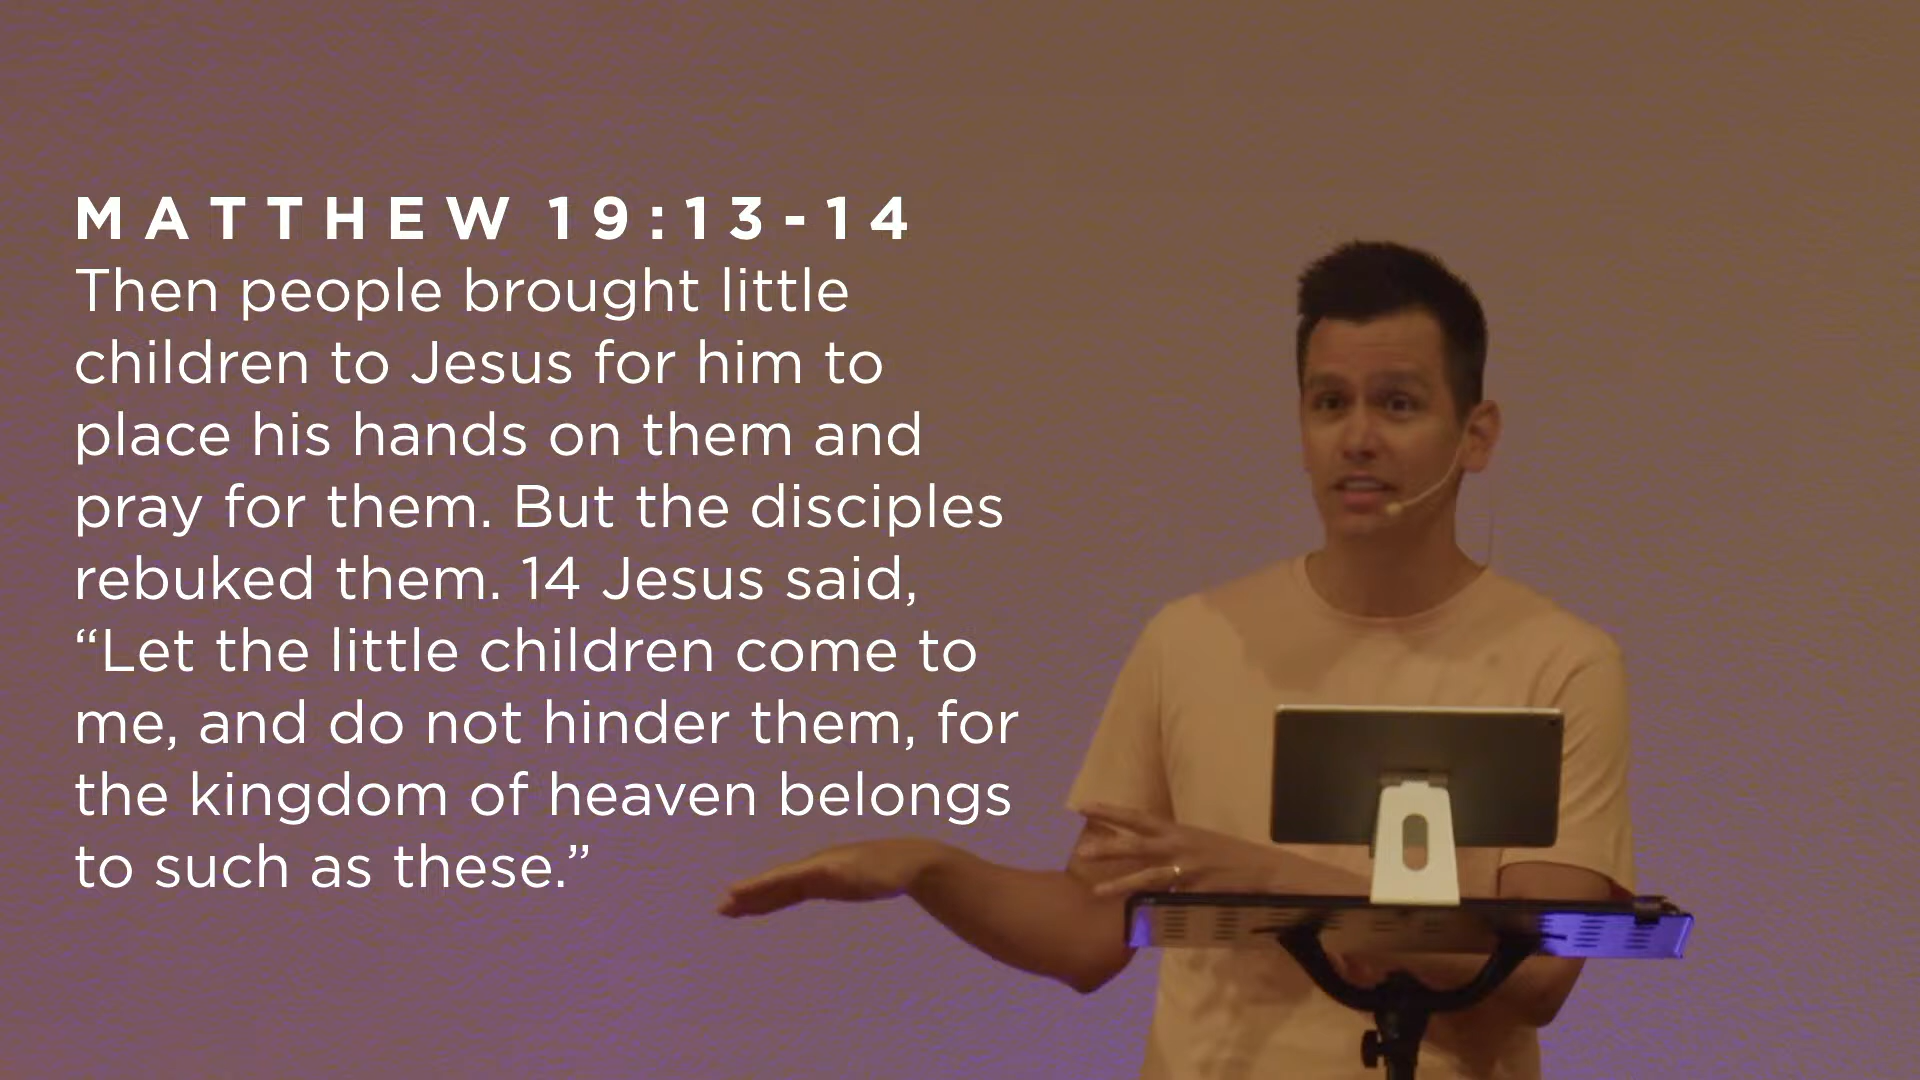 MATTHEW 19:13-14
Then people brought little
children to Jesus for him to
place his hands on them and
pray for them. But the disciples
rebuked them. 14 Jesus said,
“Let the little children come to
me, and do not hinder them, for
the kingdom of heaven belongs
to such as these.”